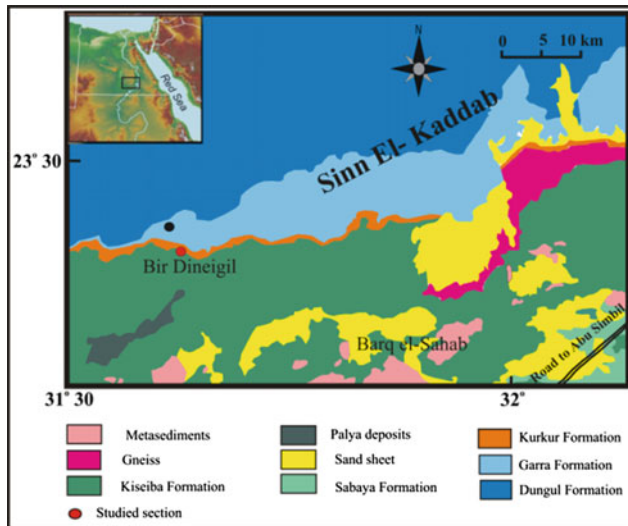 N
0 5 10 km
Red Sea
23° 30
Sinn El- Kaddab
Bir Dineigil
Barq el-Sahab
Road to Abu Simbil
31° 30
32°
Metasediments
Palya deposits
Kurkur Formation
Gneiss
Sand sheet
Garra Formation
Kiseiba Formation
Sabaya Formation
Dungul Formation
Studied section